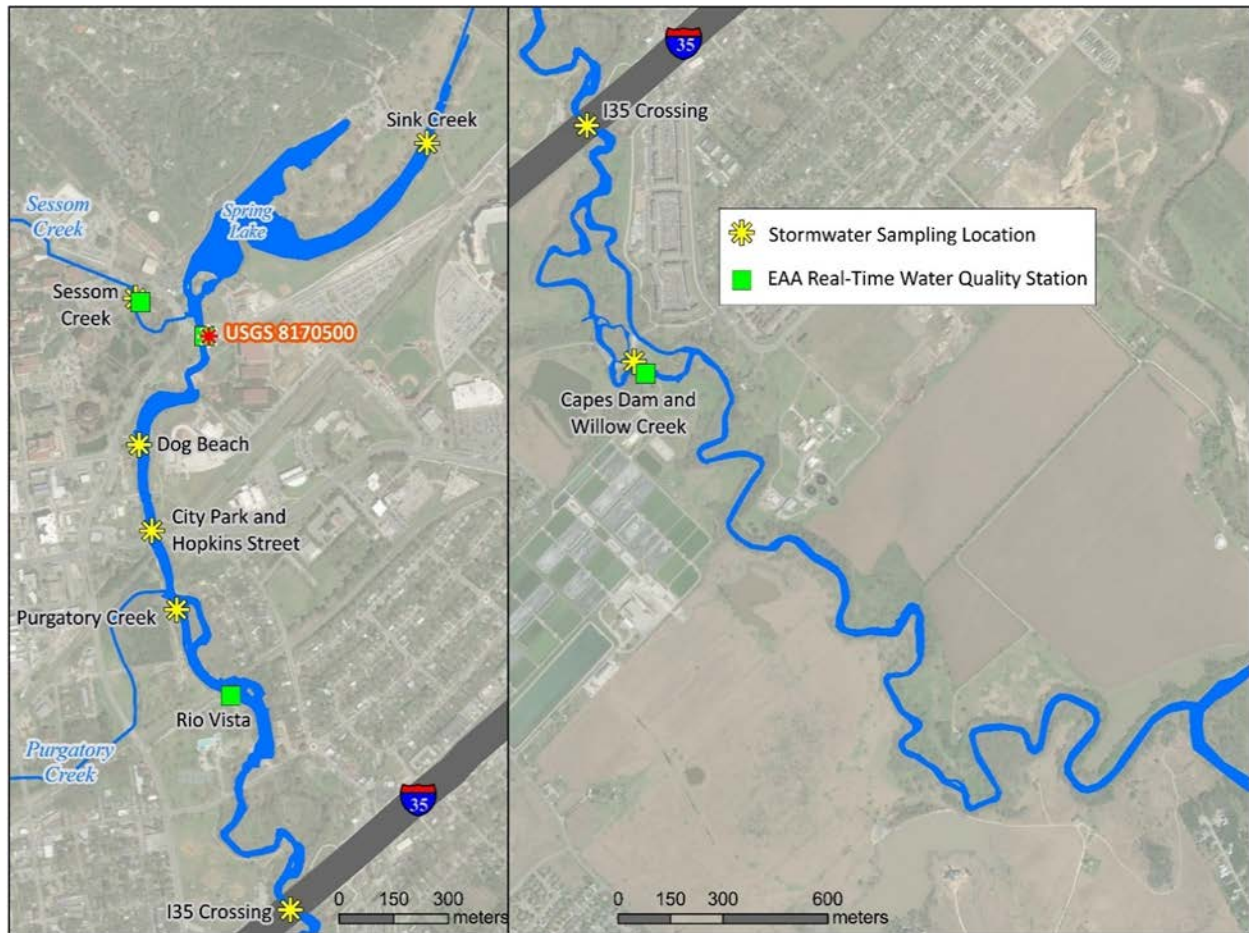 Sink Creek
Sessom
Creek
Spring
Lake
Sessom
Creek
USGS 8170500
Dog Beach
City Park and
Hopkins Street
Purgatory Creek
Rio Vista
Purgatory
Creek
35
I35 Crossing
0 150 300
meters
35
I35 Crossing
Stormwater Sampling Location
EAA Real-Time Water Quality Station
Capes Dam and
Willow Creek
0 150 300 600
meters